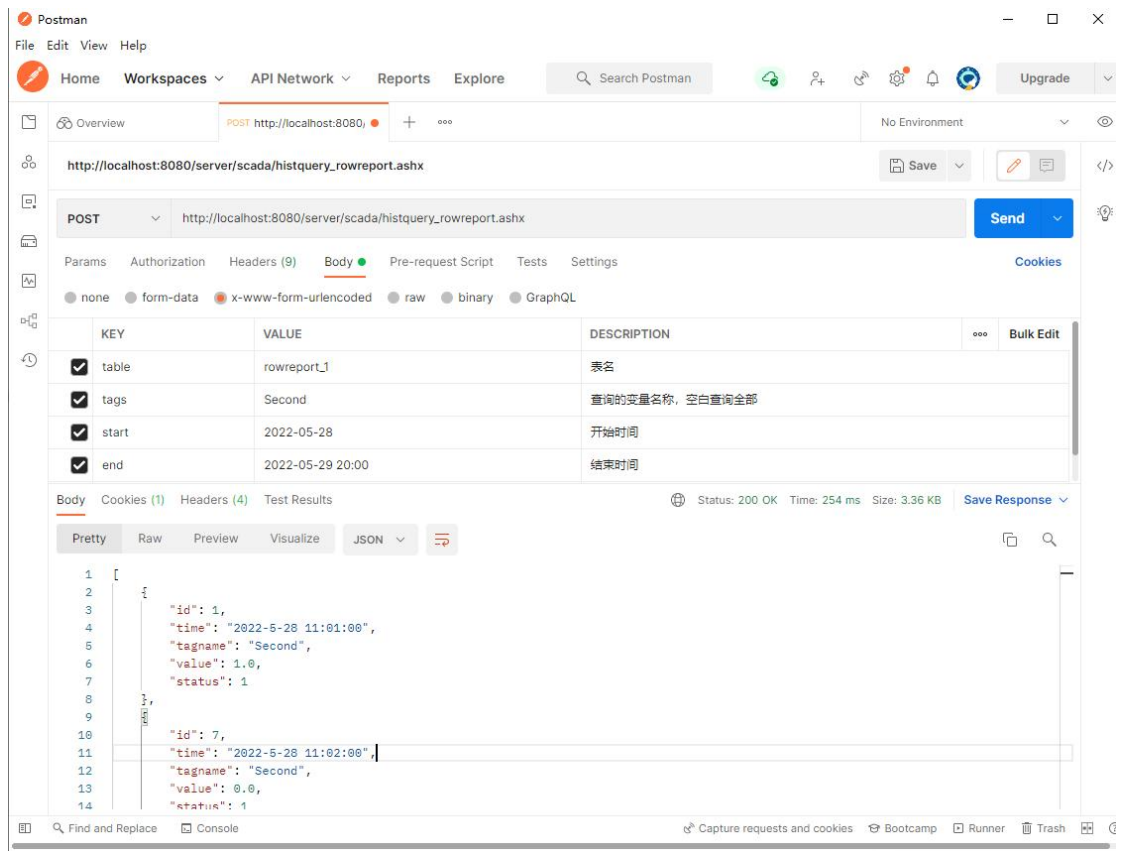 Postman
File Edit View Help
Home Workspaces API Network Reports Explore Search Postman Upgrade
Overview POST http://localhost:8080/ No Environment
http://localhost:8080/server/scada/histquery_rowreport.ashx Save
POST http://localhost:8080/server/scada/histquery_rowreport.ashx Send
Params Authorization Headers (9) Body Pre-request Script Tests Settings Cookies
none form-data x-www-form-urlencoded raw binary GraphQL
KEY VALUE DESCRIPTION Bulk Edit
table rowreport_1 表名
tags Second 查询的变量名称，空白查询全部
start 2022-05-28 开始时间
end 2022-05-29 20:00 结束时间
Body Cookies (1) Headers (4) Test Results Status: 200 OK Time: 254 ms Size: 3.36 KB Save Response
Pretty Raw Preview Visualize JSON
1 [
2 {
3 "id": 1,
4 "time": "2022-5-28 11:01:00",
5 "tagname": "Second",
6 "value": 1.0,
7 "status": 1
8 },
9 {
10 "id": 7,
11 "time": "2022-5-28 11:02:00",
12 "tagname": "Second",
13 "value": 0.0,
14 "status": 1
Find and Replace Console Capture requests and cookies Bootcamp Runner Trash